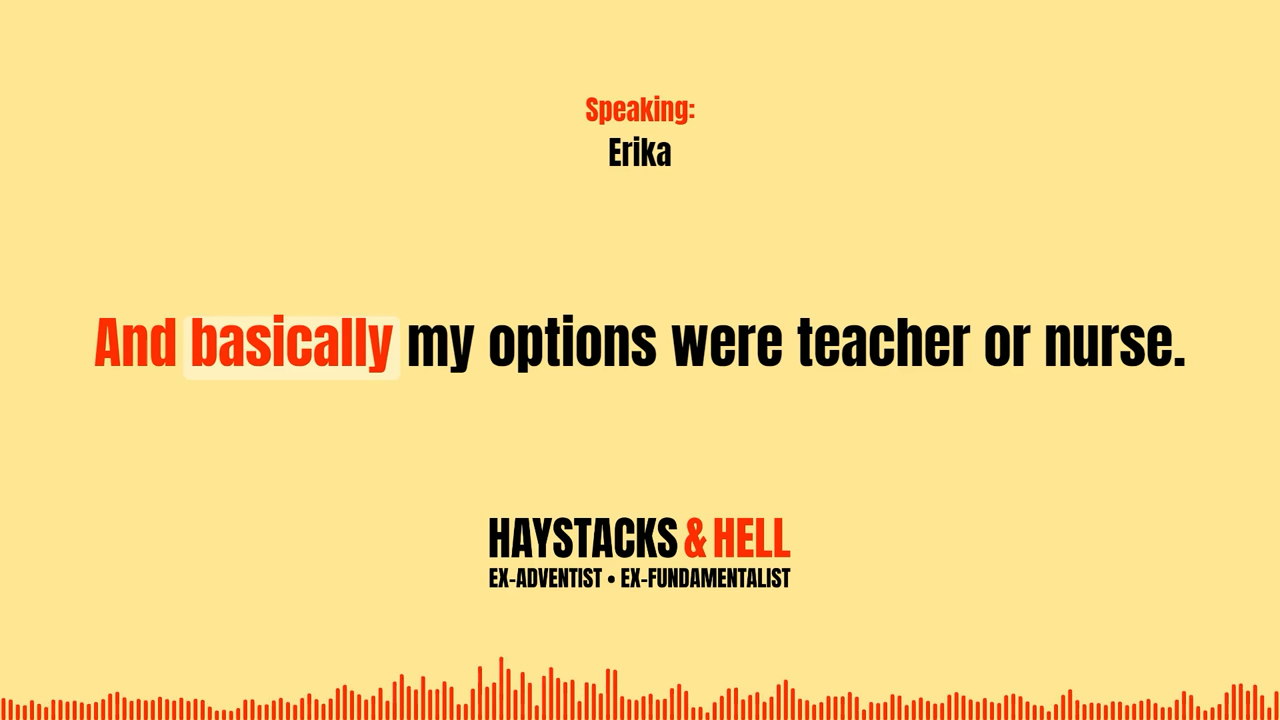 Speaking:
Erika
And basically my options were teacher or nurse.
HAYSTACKS & HELL
EX-ADVENTIST • EX-FUNDAMENTALIST